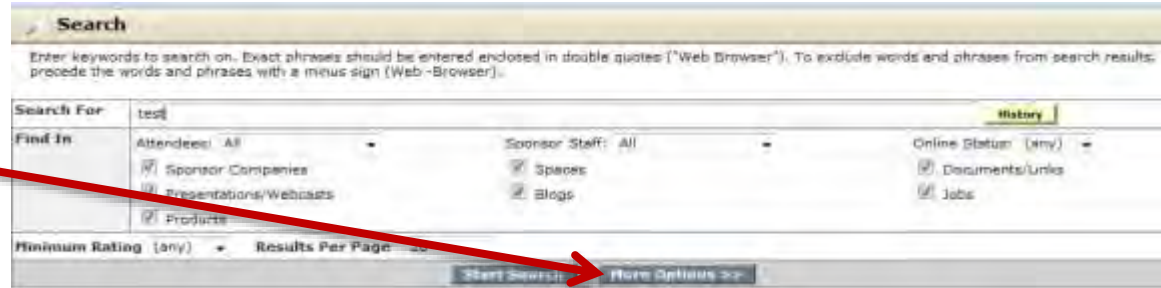 Search
Enter keywords to search on. Exact phrases should be entered enclosed in double quotes ("Web Browser"). To exclude words and phrases from search results,
precede the words and phrases with a minus sign (Web -Browser).
Search For test History
Find In Attendees: All Sponsor Staff: All Online Status: (any)
Sponsor Companies Spaces Documents/Links
Presentations/Webcasts Blogs Jobs
Products
Minimum Rating (any) Results Per Page
Start Search More Options >>